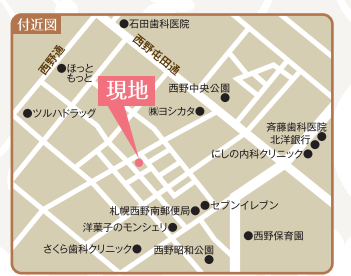 付近図
石田歯科医院
西野通
西野屯田通
ほっと
もっと
西野中央公園
現地
ツルハドラッグ
㈱ヨシカタ
斉藤歯科医院
北洋銀行
にしの内科クリニック
札幌西野南郵便局
セブンイレブン
洋菓子のモンシェリ
西野保育園
さくら歯科クリニック
西野昭和公園